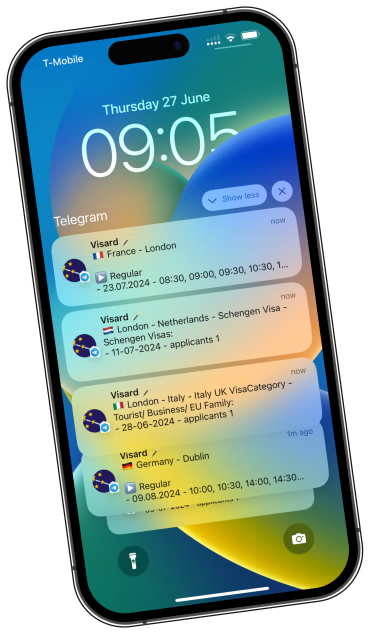 T-Mobile
Thursday 27 June
09:05
Telegram
Show less
Visard
now
France - London
Regular
- 23.07.2024 - 08:30, 09:00, 09:30, 10:30, 1...
Visard
now
London - Netherlands - Schengen Visa -
Schengen Visas:
- 11-07-2024 - applicants 1
Visard
now
London - Italy - Italy UK VisaCategory -
Tourist/ Business/ EU Family:
- 28-06-2024 - applicants 1
Visard
1m ago
Germany - Dublin
Regular
- 09.08.2024 - 10:00, 10:30, 14:00, 14:30...
applicants 1